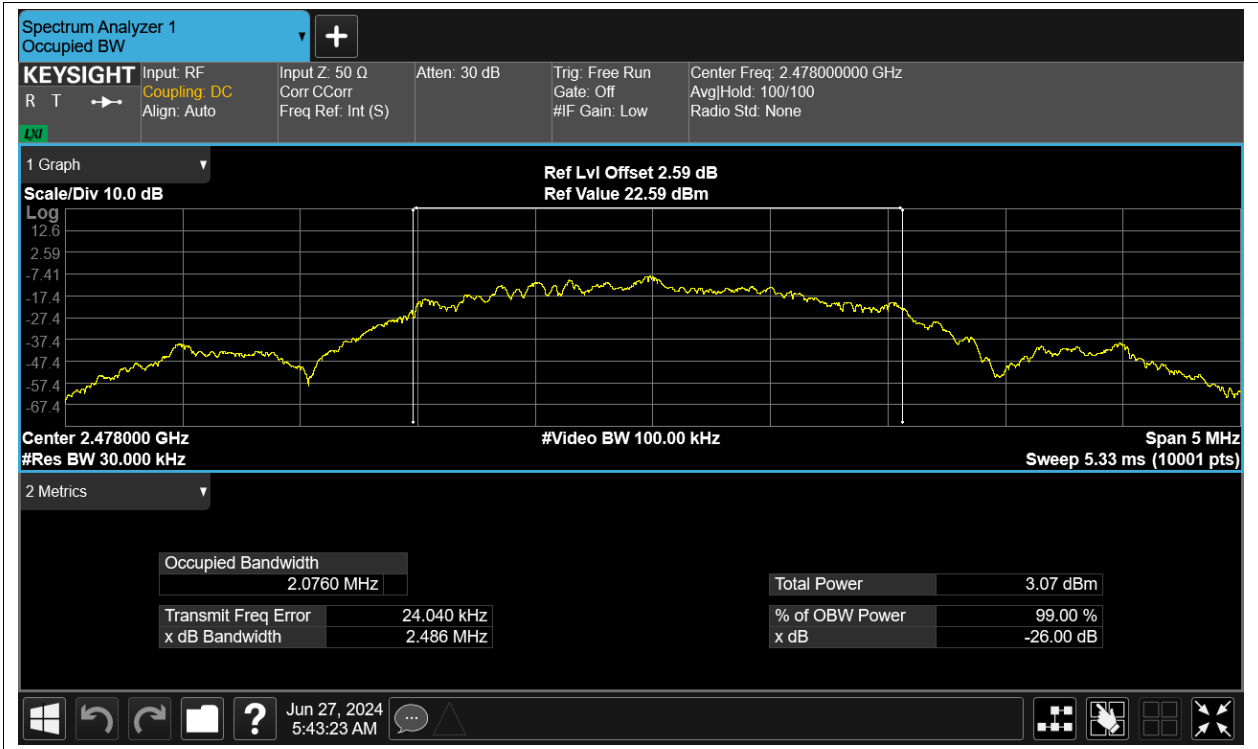 Spectrum Analyzer 1
Occupied BW
KEYSIGHT
R T
LXI
Input: RF
Coupling: DC
Align: Auto
Input Z: 50 Ω
Corr CCorr
Freq Ref: Int (S)
Atten: 30 dB
Trig: Free Run
Gate: Off
#IF Gain: Low
Center Freq: 2.478000000 GHz
Avg|Hold: 100/100
Radio Std: None
1 Graph
Ref Lvl Offset 2.59 dB
Scale/Div 10.0 dB
Ref Value 22.59 dBm
Log
12.6
2.59
-7.41
-17.4
-27.4
-37.4
-47.4
-57.4
-67.4
Center 2.478000 GHz
#Video BW 100.00 kHz
Span 5 MHz
#Res BW 30.000 kHz
Sweep 5.33 ms (10001 pts)
2 Metrics
Occupied Bandwidth
2.0760 MHz
Transmit Freq Error 24.040 kHz
x dB Bandwidth 2.486 MHz
Total Power 3.07 dBm
% of OBW Power 99.00 %
x dB -26.00 dB
?
Jun 27, 2024
5:43:23 AM